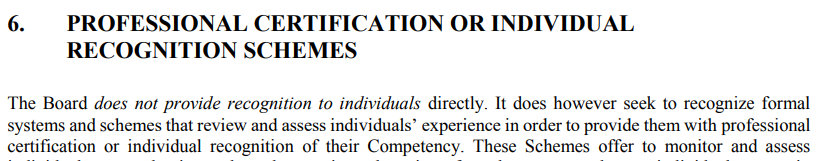 6. PROFESSIONAL CERTIFICATION OR INDIVIDUAL
RECOGNITION SCHEMES
The Board does not provide recognition to individuals directly. It does however seek to recognize formal
systems and schemes that review and assess individuals’ experience in order to provide them with professional
certification or individual recognition of their Competency. These Schemes offer to monitor and assess